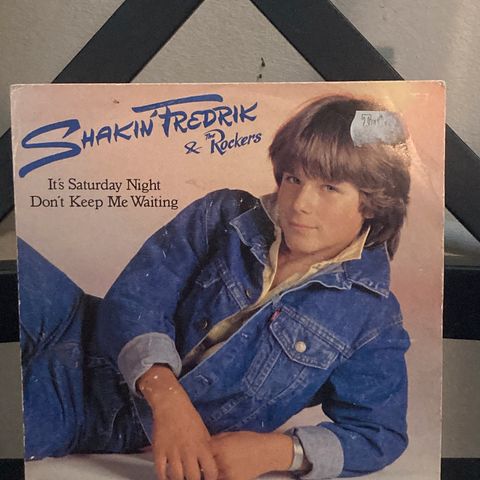 SHAKIN' FREDRIK
& The Rockers
It's Saturday Night
Don't Keep Me Waiting